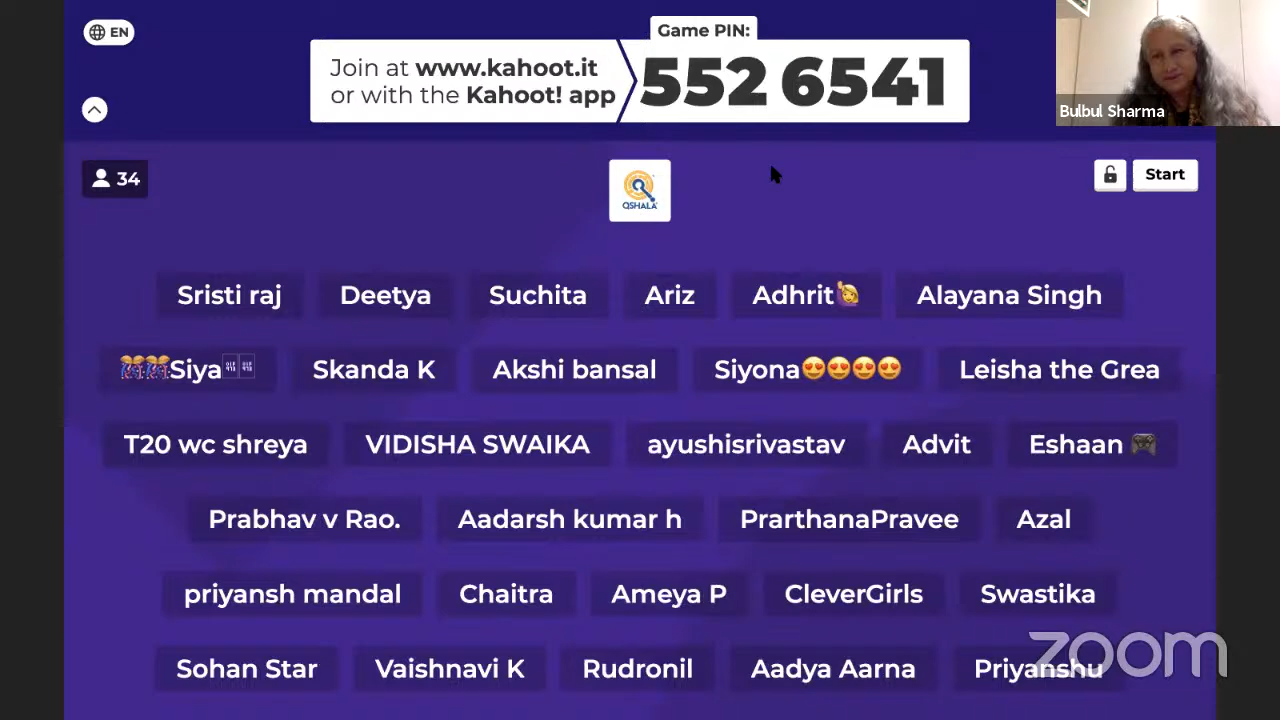 EN
Game PIN:
Join at www.kahoot.it
or with the Kahoot! app
552 6541
Bulbul Sharma
34
QSHALA
Start
Sristi raj Deetya Suchita Ariz Adhrit🙋 Alayana Singh
Siya Skanda K Akshi bansal Siyona😍😍😍😍 Leisha the Grea
T20 wc shreya VIDISHA SWAIKA ayushisrivastav Advit Eshaan 🎮
Prabhav v Rao. Aadarsh kumar h PrarthanaPravee Azal
priyansh mandal Chaitra Ameya P CleverGirls Swastika
Sohan Star Vaishnavi K Rudronil Aadya Aarna Priyanshu
zoom